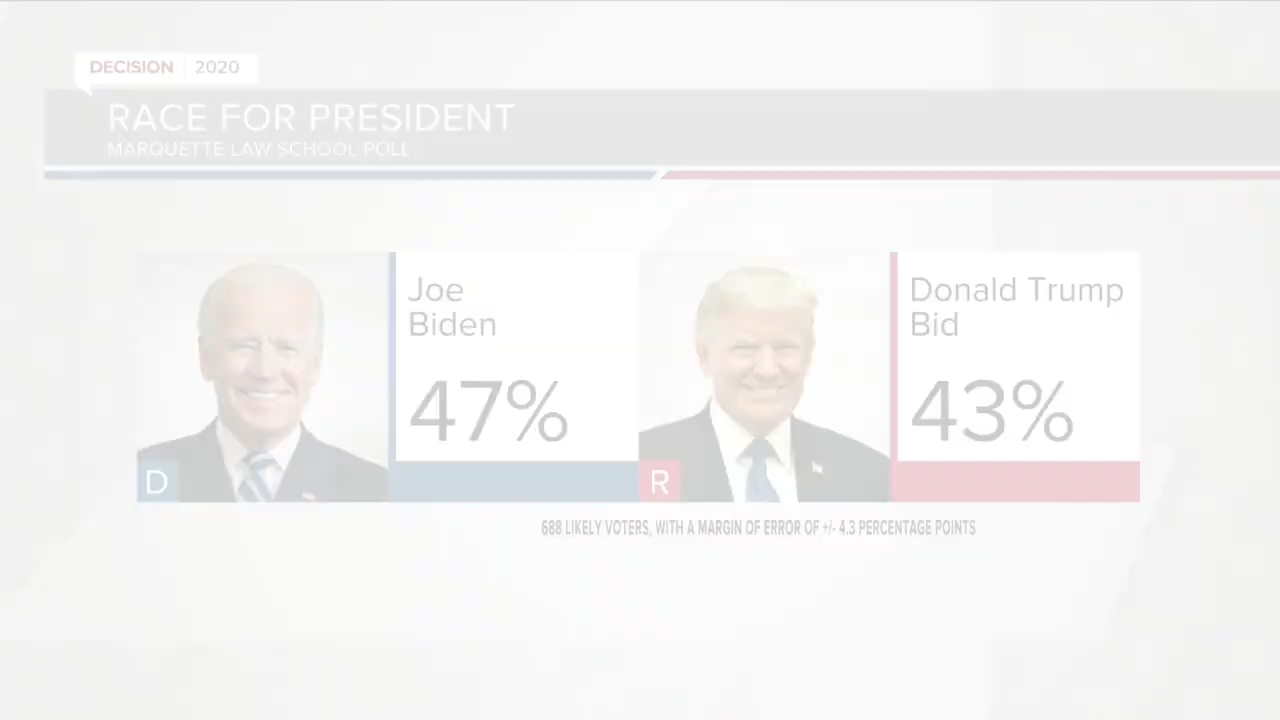 DECISION 2020
RACE FOR PRESIDENT
MARQUETTE LAW SCHOOL POLL
Joe
Biden
47%
D
Donald Trump
Bid
43%
R
688 LIKELY VOTERS, WITH A MARGIN OF ERROR OF +/- 4.3 PERCENTAGE POINTS